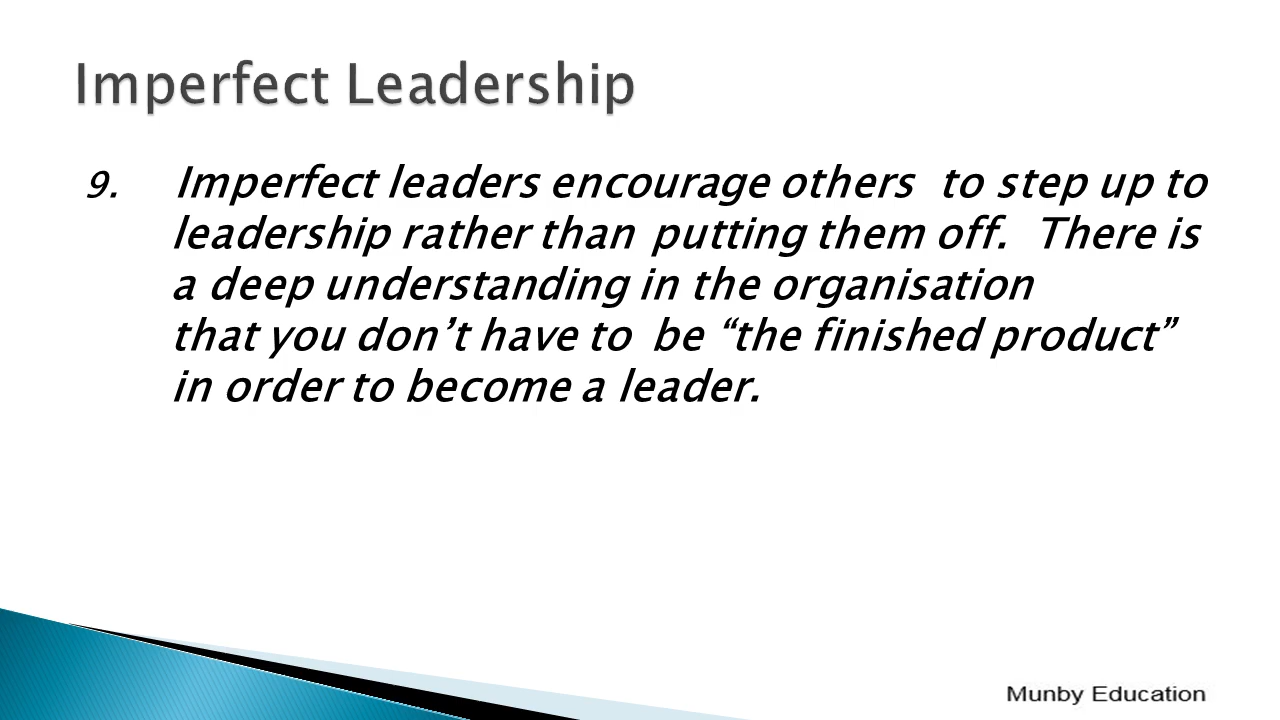 Imperfect Leadership
9. Imperfect leaders encourage others to step up to
leadership rather than putting them off. There is
a deep understanding in the organisation
that you don’t have to be “the finished product”
in order to become a leader.
Munby Education